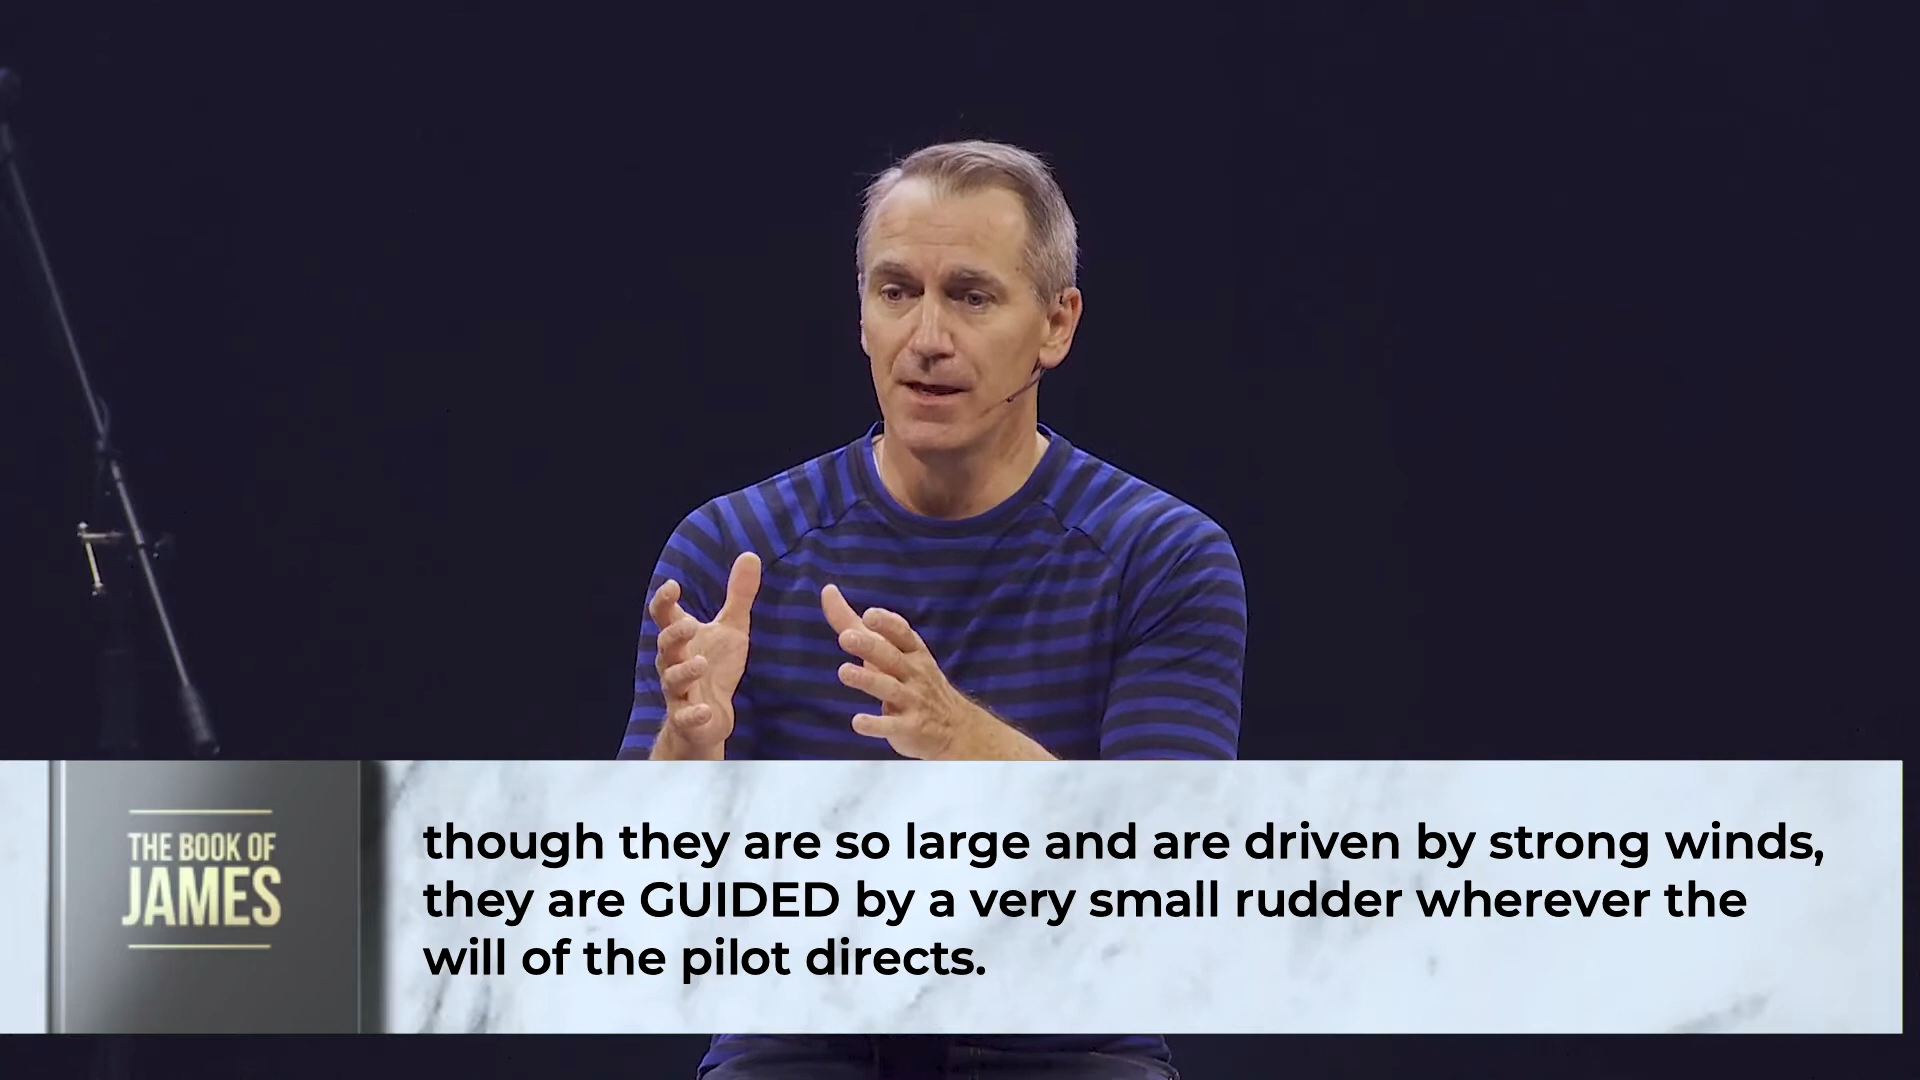 THE BOOK OF
JAMES
though they are so large and are driven by strong winds,
they are GUIDED by a very small rudder wherever the
will of the pilot directs.